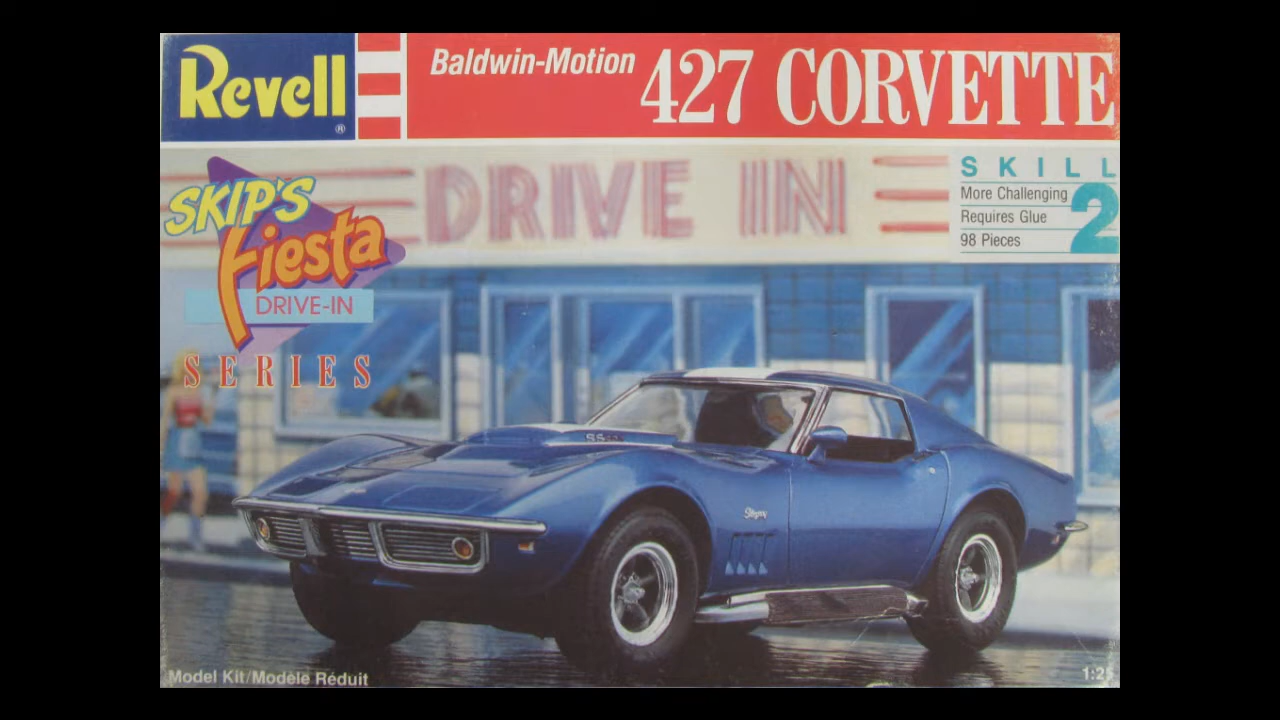 Revell
®
Baldwin-Motion
427 CORVETTE
DRIVE IN
SKILL 2
More Challenging
Requires Glue
98 Pieces
SKIP'S
Fiesta
DRIVE-IN
SERIES
Stingray
Model Kit/Modèle Réduit
1:25